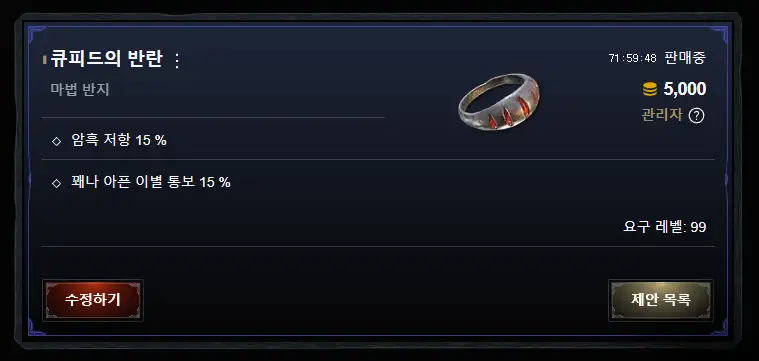 큐피드의 반란 ⋮
71:59:48 판매중
마법 반지
5,000
관리자 ?
암흑 저항 15 %
꽤나 아픈 이별 통보 15 %
요구 레벨: 99
수정하기
제안 목록